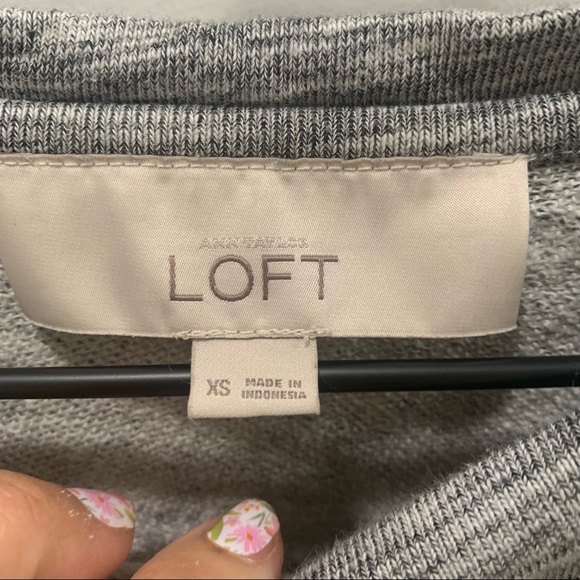 ANN TAYLOR
LOFT
XS
MADE IN
INDONESIA